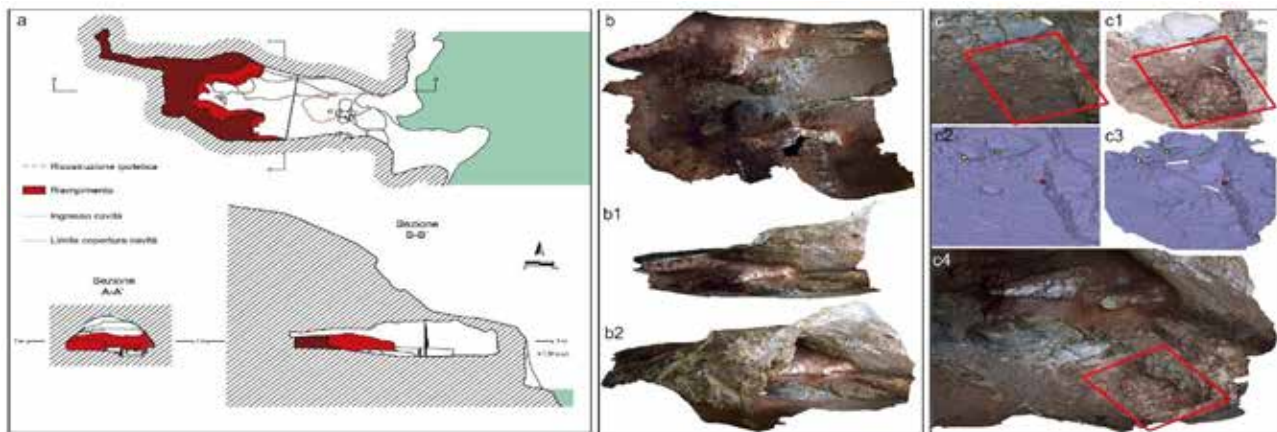 a
Ricostruzione ipotetica
Riempimento
Ingresso cavità
Limite copertura cavità
Sezione
A-A'
Sezione
B-B'
b
b1
b2
c
c1
c2
c3
c4